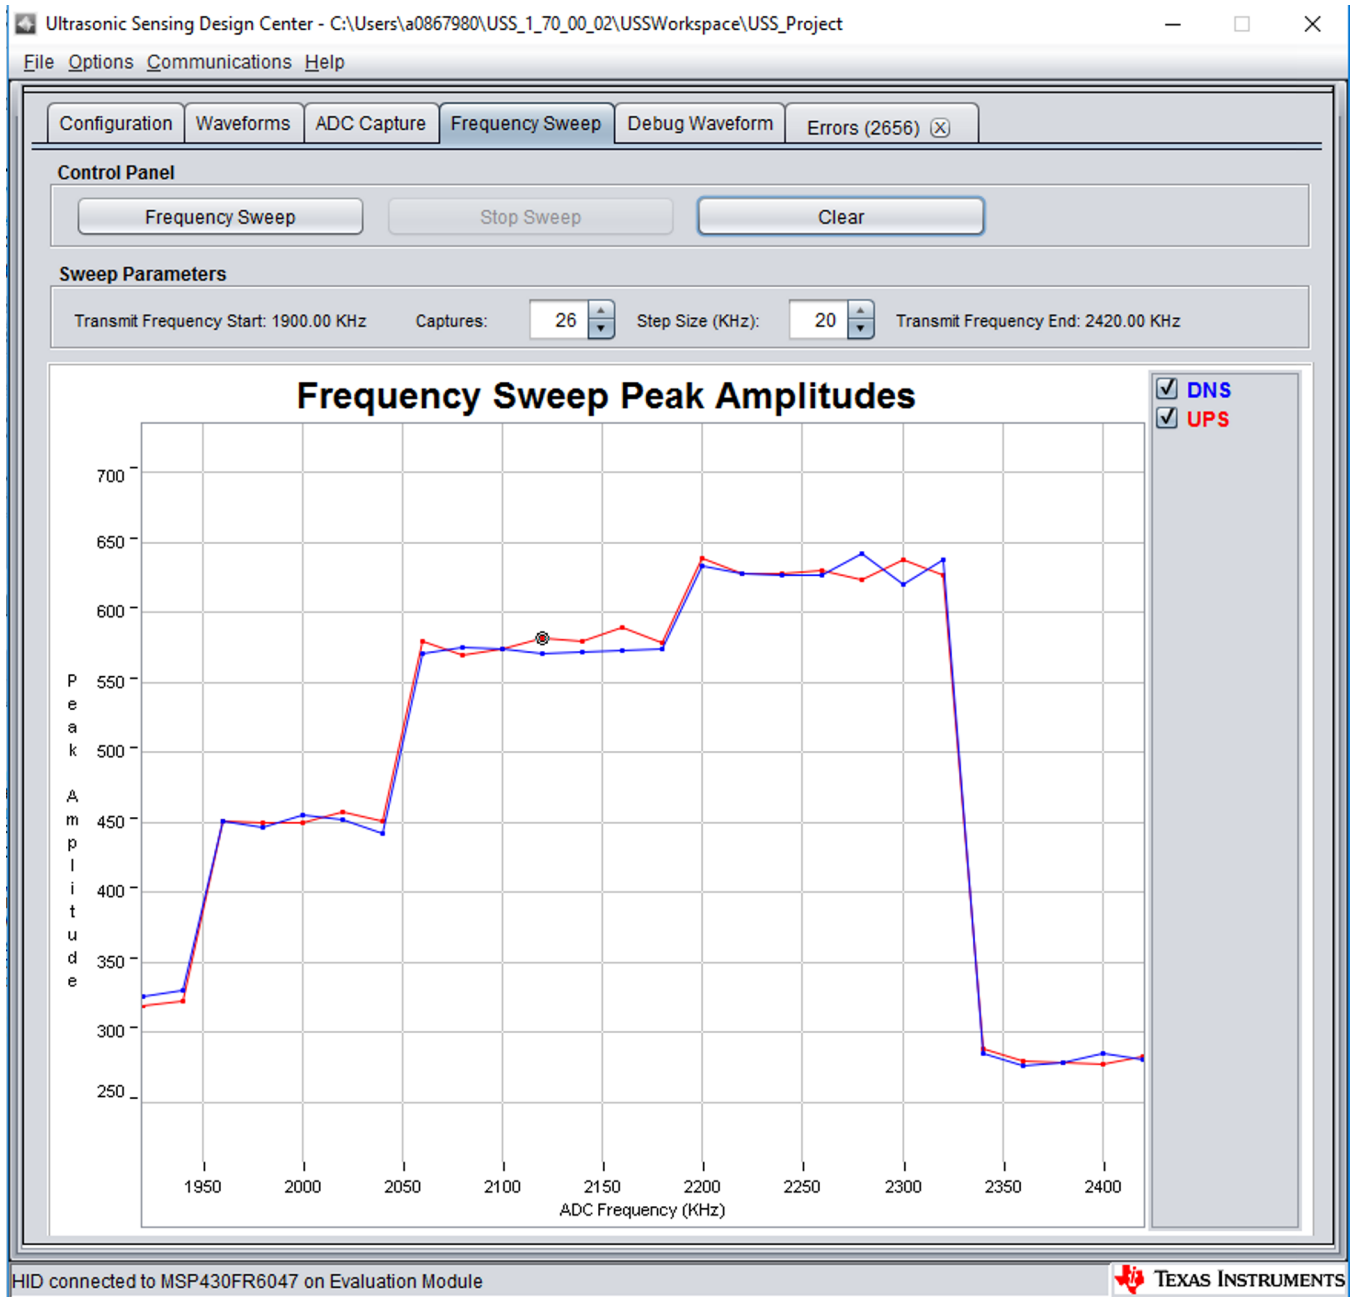 Ultrasonic Sensing Design Center - C:\Users\a0867980\USS_1_70_00_02\USSWorkspace\USS_Project
File Options Communications Help
Configuration Waveforms ADC Capture Frequency Sweep Debug Waveform Errors (2656)
Control Panel
Frequency Sweep Stop Sweep Clear
Sweep Parameters
Transmit Frequency Start: 1900.00 KHz Captures: 26 Step Size (KHz): 20 Transmit Frequency End: 2420.00 KHz
Frequency Sweep Peak Amplitudes
DNS
UPS
700
650
600
550
500
450
400
350
300
250
Peak Amplitude
1950 2000 2050 2100 2150 2200 2250 2300 2350 2400
ADC Frequency (KHz)
HID connected to MSP430FR6047 on Evaluation Module
TEXAS INSTRUMENTS